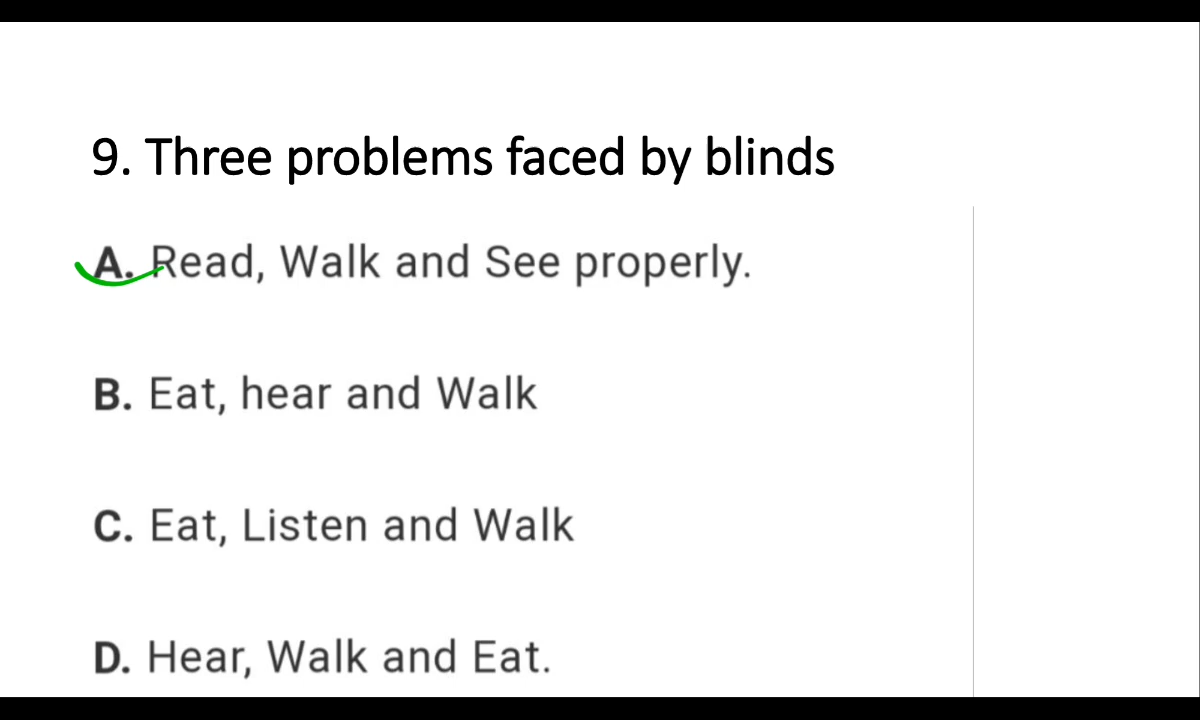 9. Three problems faced by blinds
A. Read, Walk and See properly.
B. Eat, hear and Walk
C. Eat, Listen and Walk
D. Hear, Walk and Eat.